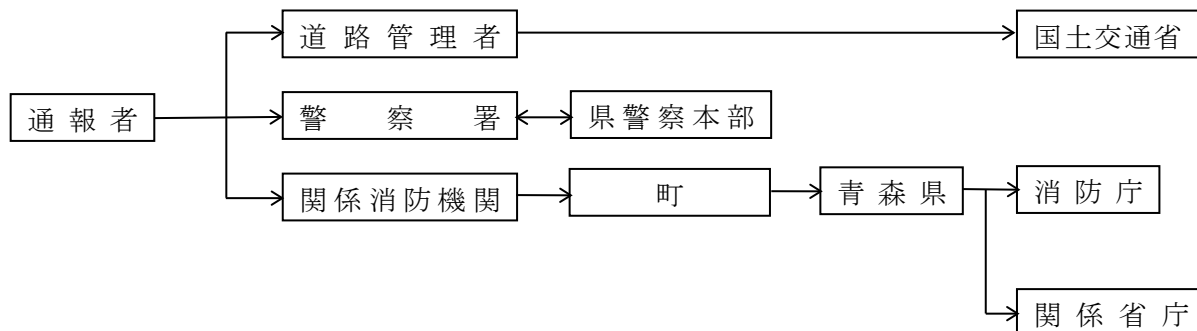 道路管理者
国土交通省
通報者
警察署
県警察本部
関係消防機関
町
青森県
消防庁
関係省庁